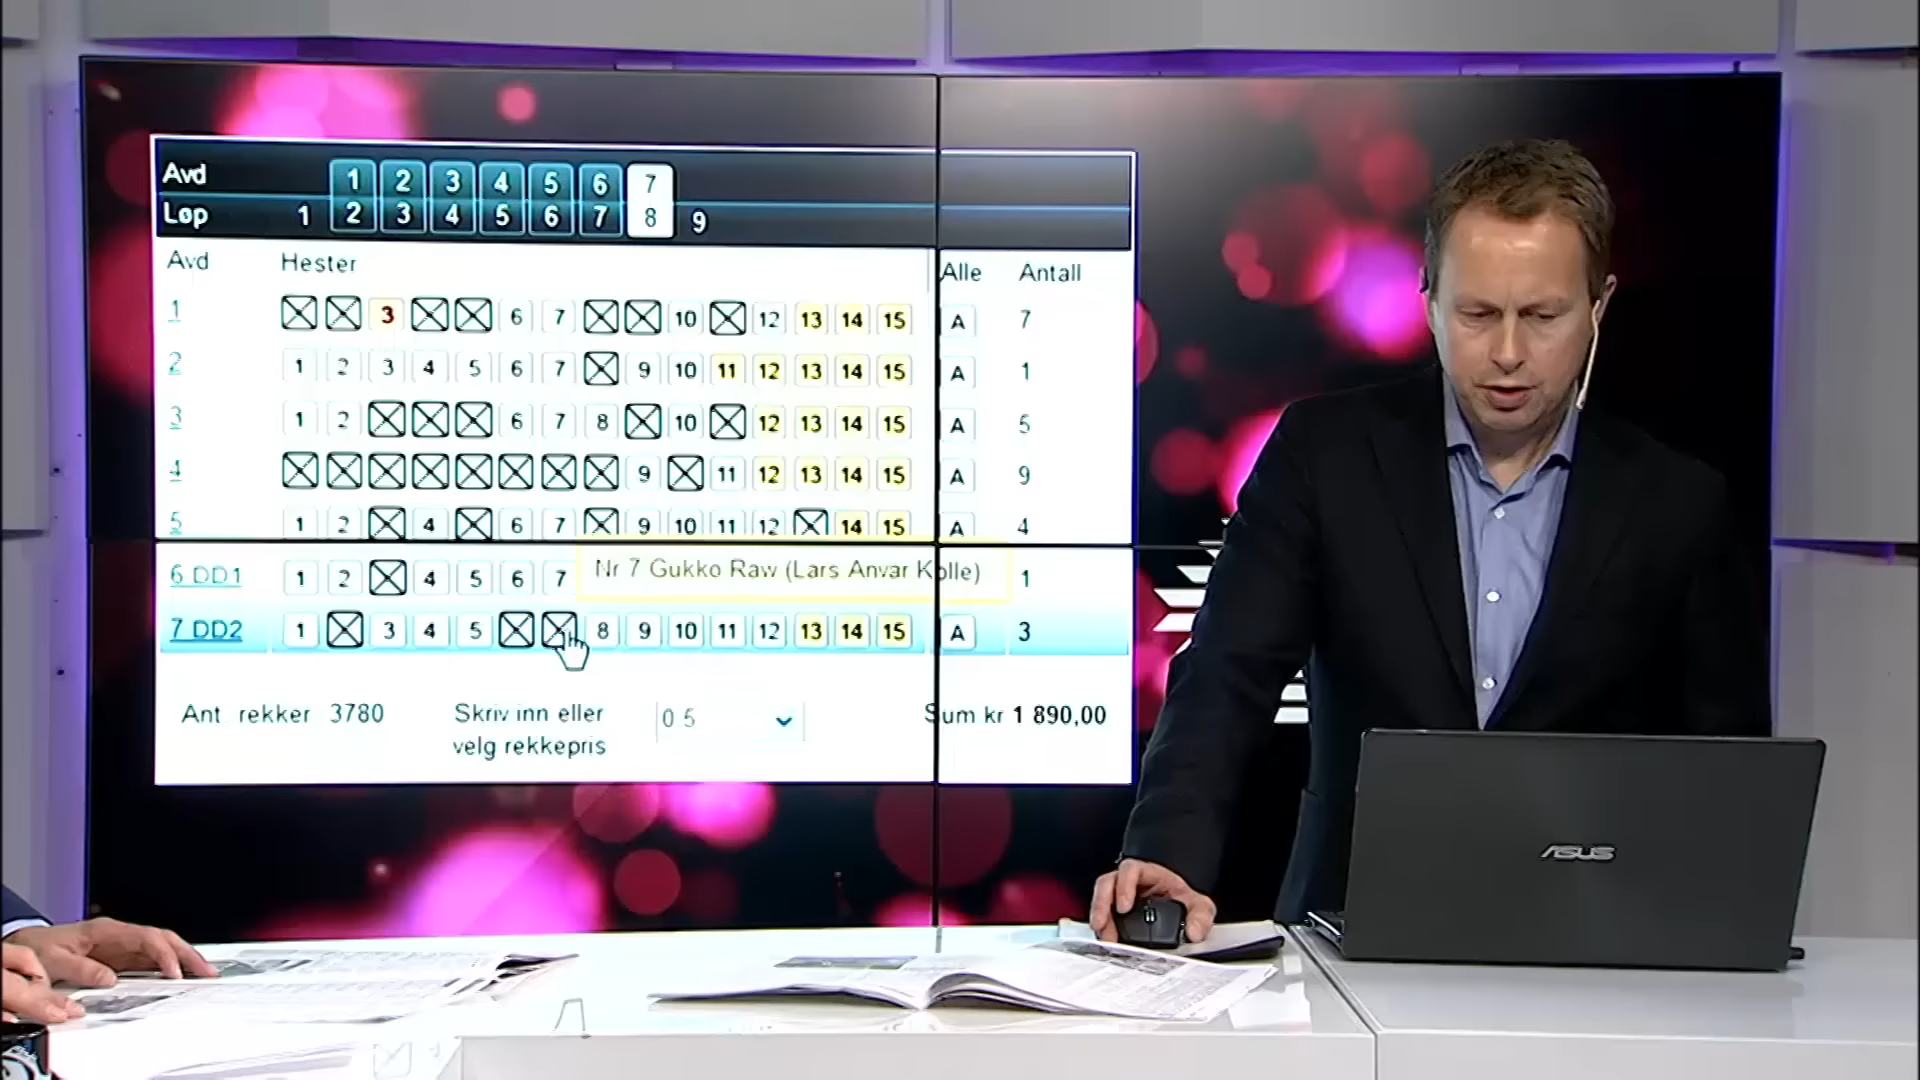 Avd 1 2 3 4 5 6 7
Løp 1 2 3 4 5 6 7 8 9
Avd Hester Alle Antall
1 3 6 7 10 12 13 14 15 A 7
2 1 2 3 4 5 6 7 9 10 11 12 13 14 15 A 1
3 1 2 6 7 8 10 12 13 14 15 A 5
4 9 11 12 13 14 15 A 9
5 1 2 4 6 7 9 10 11 12 14 15 A 4
6 DD1 1 2 4 5 6 7 Nr 7 Gukko Raw (Lars Anvar Kolle) 1
7 DD2 1 3 4 5 8 9 10 11 12 13 14 15 A 3
Ant rekker 3780 Skriv inn eller 0 5 Sum kr 1 890,00
velg rekkepris
ASUS